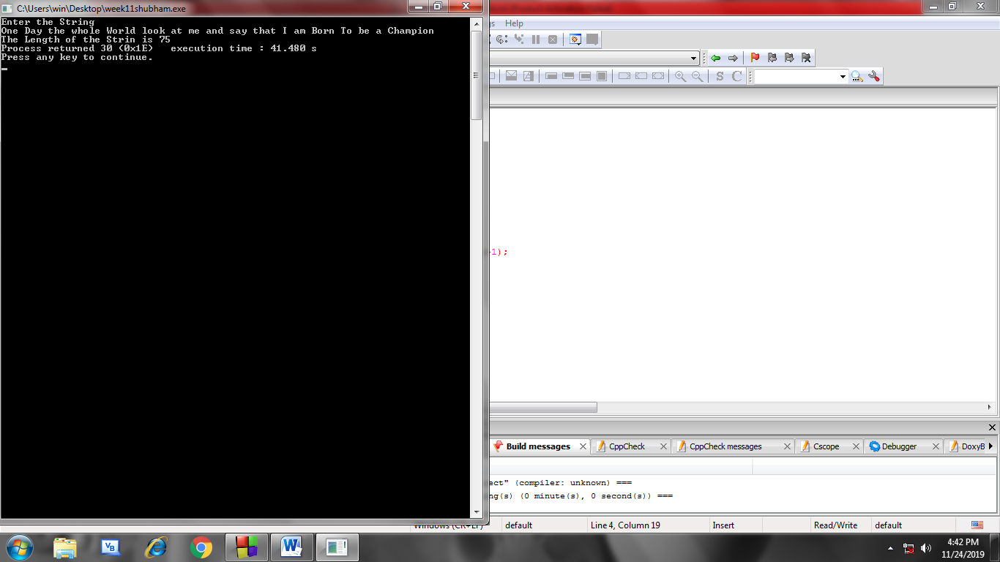 C:\Users\win\Desktop\week11shubham.exe
Enter the String
One Day the whole World look at me and say that I am Born To be a Champion
The Length of the Strin is 75
Process returned 30 (0x1E) execution time : 41.480 s
Press any key to continue.
Help
S C
1);
Build messages
CppCheck
CppCheck messages
Cscope
Debugger
DoxyB
ect" (compiler: unknown) ===
ng(s) (0 minute(s), 0 second(s)) ===
Windows (CR+LF)
default
Line 4, Column 19
Insert
Read/Write
default
VB
W
4:42 PM
11/24/2019